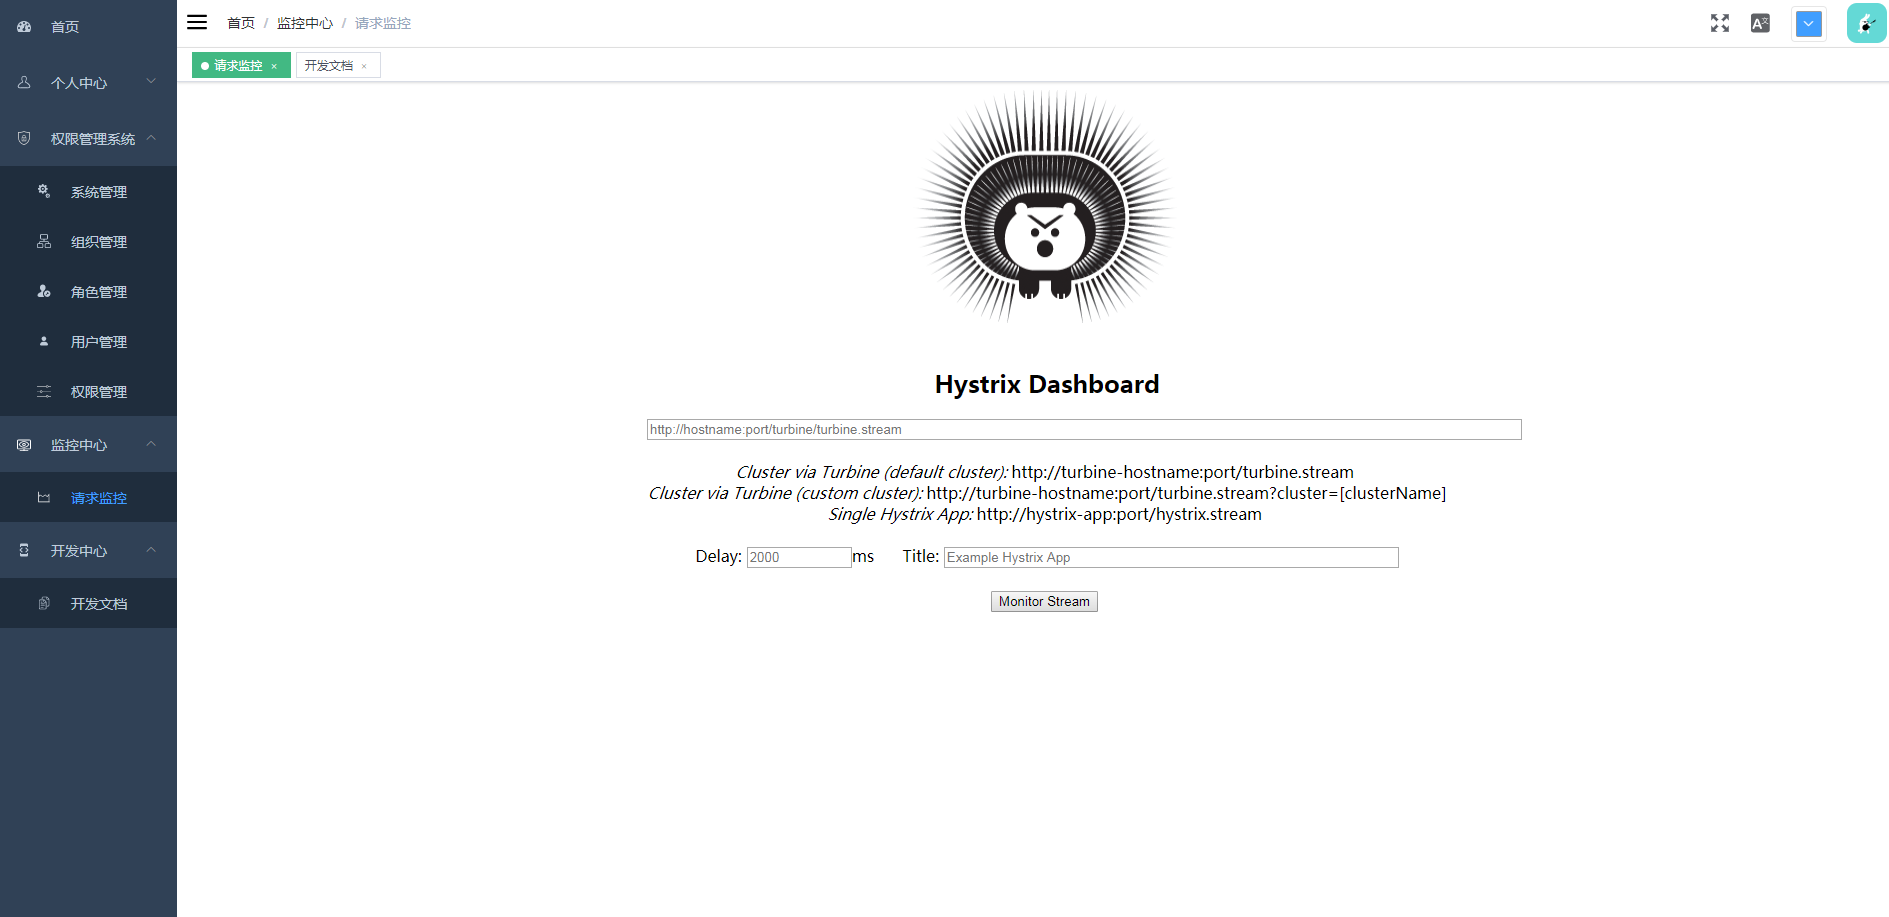 首页
个人中心
权限管理系统
系统管理
组织管理
角色管理
用户管理
权限管理
监控中心
请求监控
开发中心
开发文档
首页 / 监控中心 / 请求监控
请求监控 ×
开发文档 ×
Hystrix Dashboard
http://hostname:port/turbine/turbine.stream
Cluster via Turbine (default cluster): http://turbine-hostname:port/turbine.stream
Cluster via Turbine (custom cluster): http://turbine-hostname:port/turbine.stream?cluster=[clusterName]
Single Hystrix App: http://hystrix-app:port/hystrix.stream
Delay: 2000 ms Title: Example Hystrix App
Monitor Stream